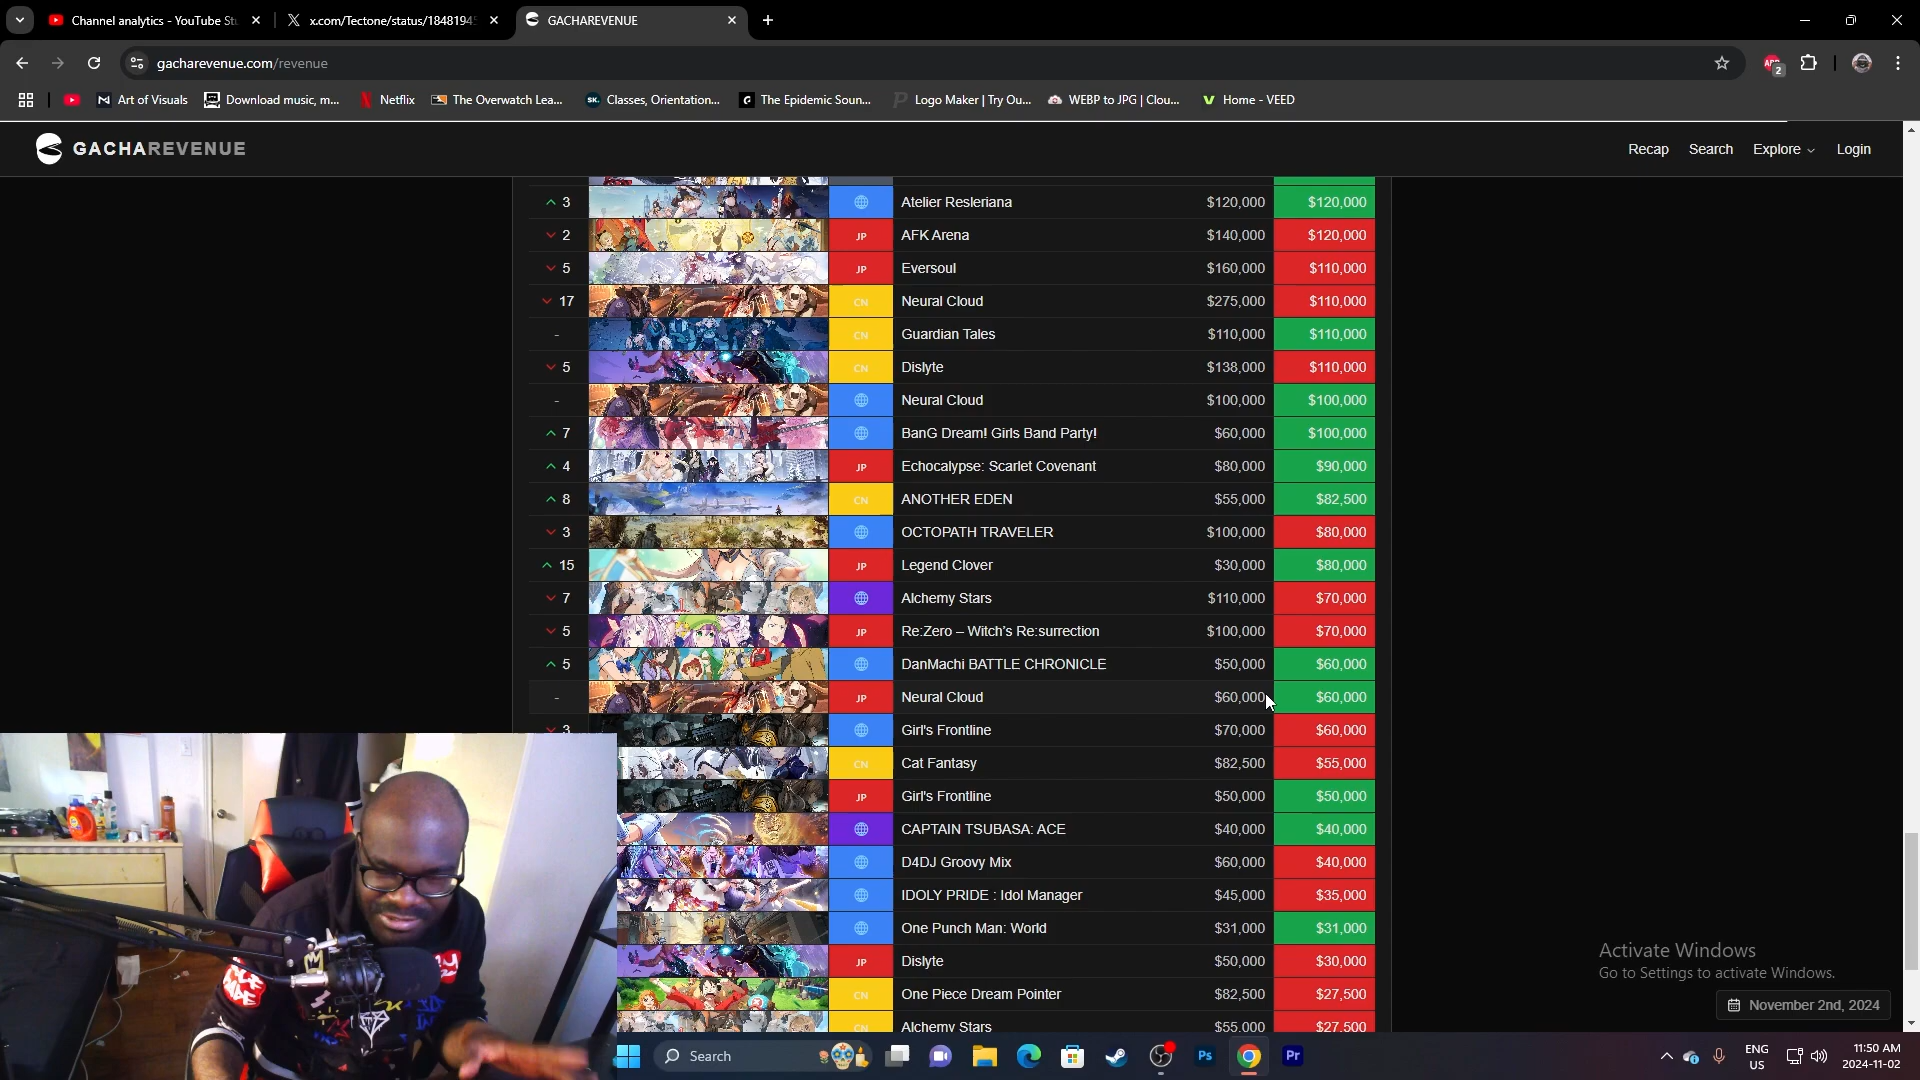 Channel analytics - YouTube St
x.com/Tectone/status/1848194
GACHAREVENUE
gacharevenue.com/revenue
2
Art of Visuals
Download music, m...
Netflix
The Overwatch Lea...
SK.
Classes, Orientation...
The Epidemic Soun...
Logo Maker | Try Ou...
WEBP to JPG | Clou...
Home - VEED
GACHAREVENUE
Recap
Search
Explore
Login
3 Atelier Resleriana $120,000 $120,000
2 JP AFK Arena $140,000 $120,000
5 JP Eversoul $160,000 $110,000
17 CN Neural Cloud $275,000 $110,000
- CN Guardian Tales $110,000 $110,000
5 CN Dislyte $138,000 $110,000
- Neural Cloud $100,000 $100,000
7 BanG Dream! Girls Band Party! $60,000 $100,000
4 JP Echocalypse: Scarlet Covenant $80,000 $90,000
8 CN ANOTHER EDEN $55,000 $82,500
3 OCTOPATH TRAVELER $100,000 $80,000
15 JP Legend Clover $30,000 $80,000
7 Alchemy Stars $110,000 $70,000
5 JP Re:Zero – Witch's Re:surrection $100,000 $70,000
5 DanMachi BATTLE CHRONICLE $50,000 $60,000
- JP Neural Cloud $60,000 $60,000
3 Girl's Frontline $70,000 $60,000
CN Cat Fantasy $82,500 $55,000
JP Girl's Frontline $50,000 $50,000
CAPTAIN TSUBASA: ACE $40,000 $40,000
D4DJ Groovy Mix $60,000 $40,000
IDOLY PRIDE : Idol Manager $45,000 $35,000
One Punch Man: World $31,000 $31,000
JP Dislyte $50,000 $30,000
CN One Piece Dream Pointer $82,500 $27,500
CN Alchemy Stars $55,000 $27,500
Activate Windows
Go to Settings to activate Windows.
November 2nd, 2024
Search
Ps
Pr
ENG
US
11:50 AM
2024-11-02